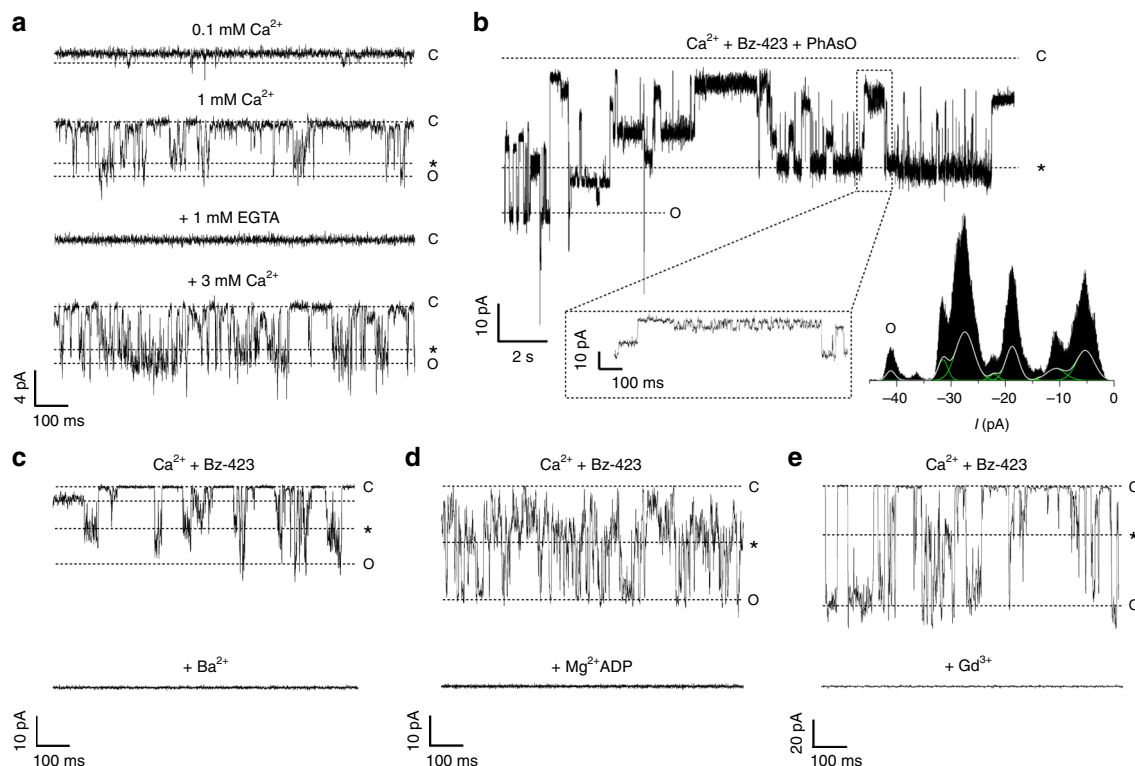 a
0.1 mM Ca²⁺
C
1 mM Ca²⁺
C
*
O
+ 1 mM EGTA
C
+ 3 mM Ca²⁺
C
*
O
4 pA
100 ms
b
Ca²⁺ + Bz-423 + PhAsO
C
*
O
10 pA
2 s
10 pA
100 ms
O
−40 −30 −20 −10 0
I (pA)
c
Ca²⁺ + Bz-423
C
*
O
+ Ba²⁺
10 pA
100 ms
d
Ca²⁺ + Bz-423
C
*
O
+ Mg²⁺ADP
10 pA
100 ms
e
Ca²⁺ + Bz-423
C
*
O
+ Gd³⁺
20 pA
100 ms